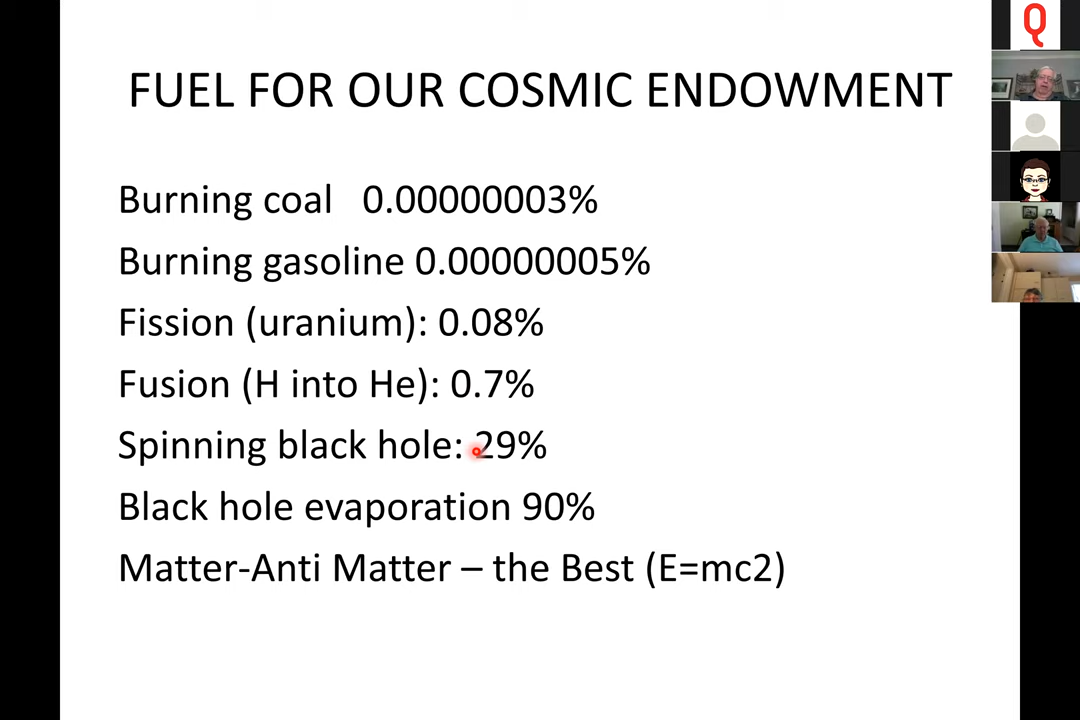 FUEL FOR OUR COSMIC ENDOWMENT
Q
Burning coal 0.00000003%
Burning gasoline 0.00000005%
Fission (uranium): 0.08%
Fusion (H into He): 0.7%
Spinning black hole: 29%
Black hole evaporation 90%
Matter-Anti Matter – the Best (E=mc2)